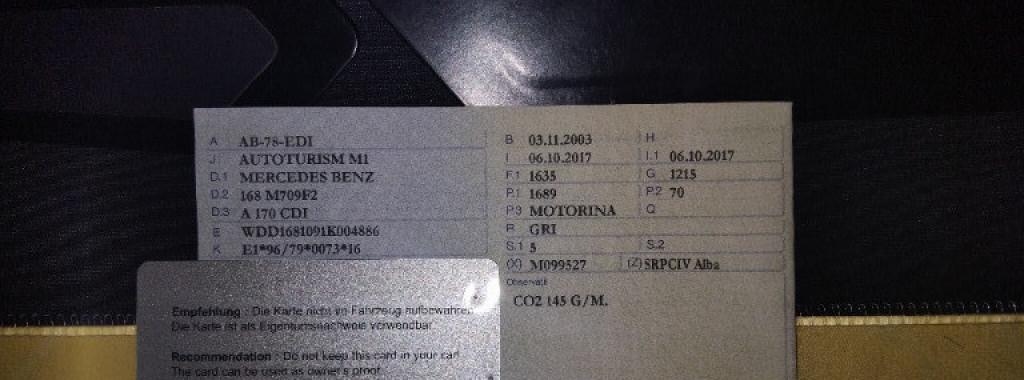 A AB-78-EDI
J AUTOTURISM M1
D.1 MERCEDES BENZ
D.2 168 M709F2
D.3 A 170 CDI
E WDD1681091K004886
K E1*96/79*0073*16
B 03.11.2003 H
I 06.10.2017 I.1 06.10.2017
F.1 1635 G 1215
P.1 1689 P.2 70
P.3 MOTORINA Q
R GRI
S.1 5 S.2
(X) M099527 (Z) SRPCIV Alba
Observatii
CO2 145 G/M.
Empfehlung : Die Karte nicht im Fahrzeug aufbewahren
Die Karte ist als Eigentumsnachweis verwendbar
Recommendation : Do not keep this card in your car!
The card can be used as owner's proof